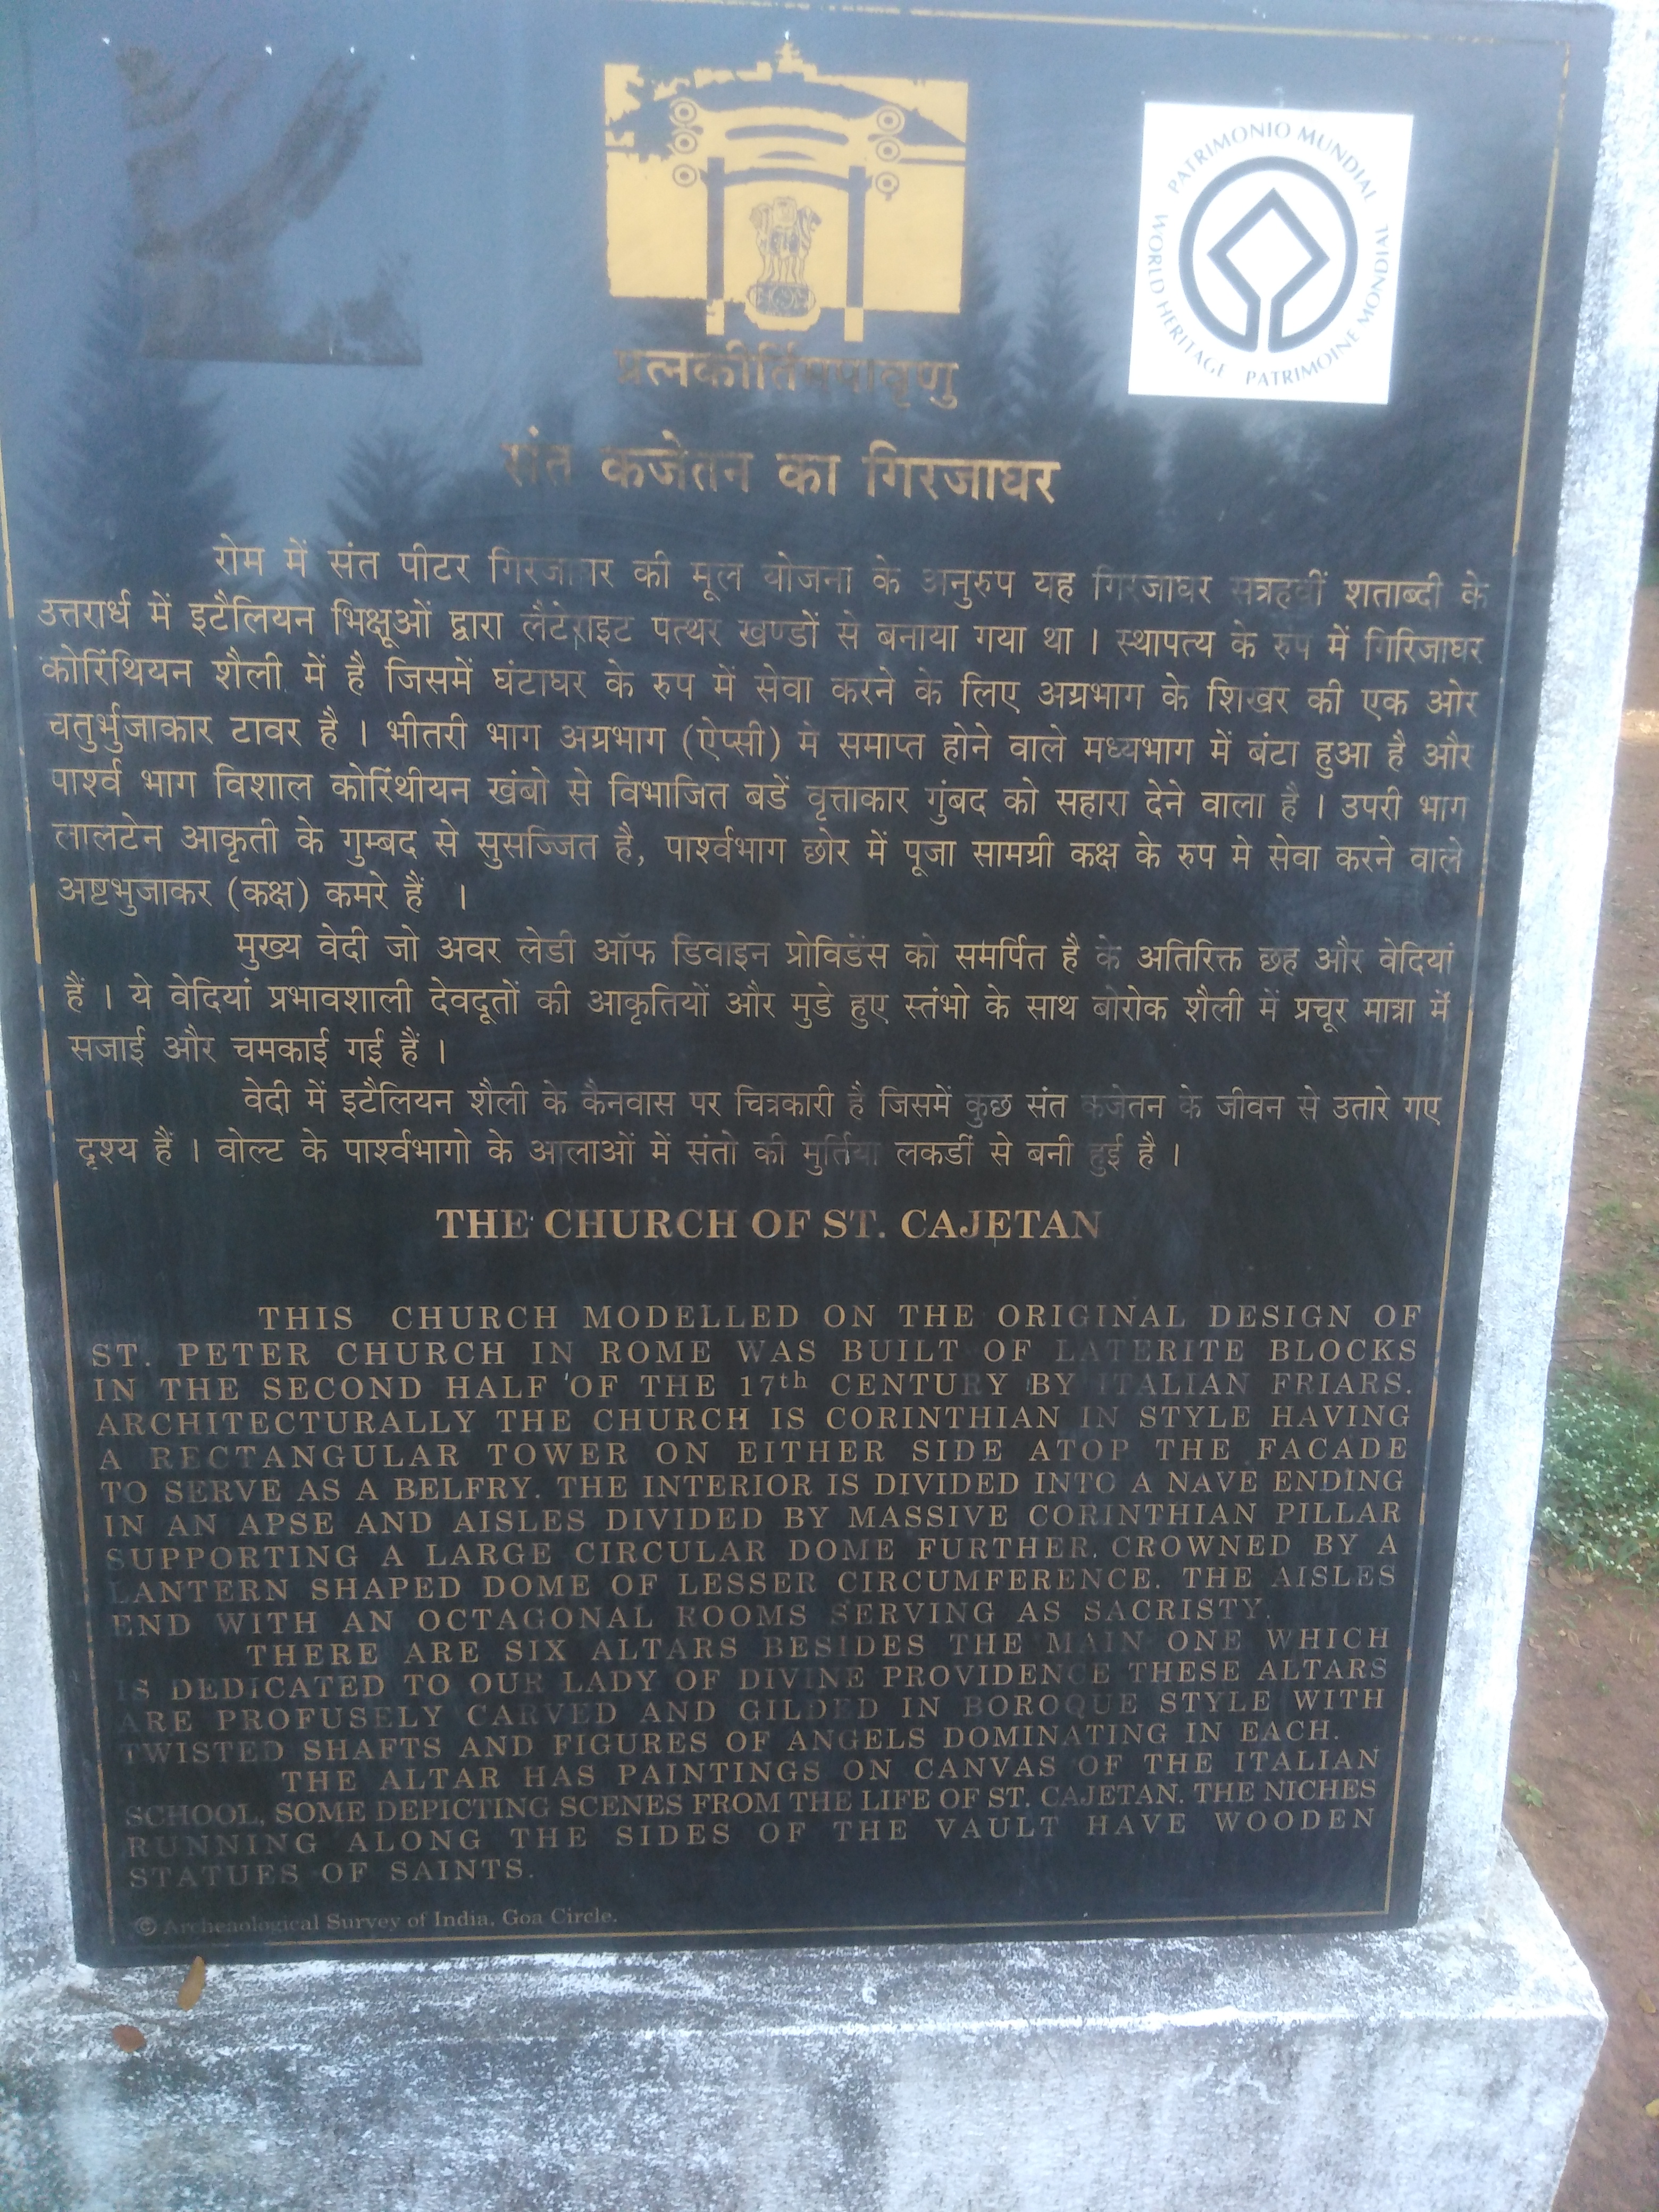 PATRIMONIO MUNDIAL
WORLD HERITAGE
PATRIMOINE MONDIAL
प्रत्नकीर्तिमपावृणु
संत कजेतन का गिरजाघर
रोम में संत पीटर गिरजाघर की मूल योजना के अनुरुप यह गिरजाघर सत्रहवीं शताब्दी के
उत्तरार्ध में इटैलियन भिक्षूओं द्वारा लैटेराइट पत्थर खण्डों से बनाया गया था । स्थापत्य के रुप में गिरिजाघर
कोरिंथियन शैली में है जिसमें घंटाघर के रुप में सेवा करने के लिए अग्रभाग के शिखर की एक ओर
चतुर्भुजाकार टावर है । भीतरी भाग अग्रभाग (ऐप्सी) मे समाप्त होने वाले मध्यभाग में बंटा हुआ है और
पार्श्व भाग विशाल कोरिंथीयन खंबो से विभाजित बडें वृत्ताकार गुंबद को सहारा देने वाला है । उपरी भाग
लालटेन आकृती के गुम्बद से सुसज्जित है, पार्श्वभाग छोर में पूजा सामग्री कक्ष के रुप मे सेवा करने वाले
अष्टभुजाकर (कक्ष) कमरे हैं ।
मुख्य वेदी जो अवर लेडी ऑफ डिवाइन प्रोविडेंस को समर्पित है के अतिरिक्त छह और वेदियां
हैं । ये वेदियां प्रभावशाली देवदूतों की आकृतियों और मुडे हुए स्तंभो के साथ बोरोक शैली में प्रचूर मात्रा में
सजाई और चमकाई गई हैं ।
वेदी में इटैलियन शैली के कैनवास पर चित्रकारी है जिसमें कुछ संत कजेतन के जीवन से उतारे गए
दृश्य हैं । वोल्ट के पार्श्वभागो के आलाओं में संतो की मुर्तिया लकडीं से बनी हुई है ।
THE CHURCH OF ST. CAJETAN
THIS CHURCH MODELLED ON THE ORIGINAL DESIGN OF
ST. PETER CHURCH IN ROME WAS BUILT OF LATERITE BLOCKS
IN THE SECOND HALF OF THE 17th CENTURY BY ITALIAN FRIARS.
ARCHITECTURALLY THE CHURCH IS CORINTHIAN IN STYLE HAVING
A RECTANGULAR TOWER ON EITHER SIDE ATOP THE FACADE
TO SERVE AS A BELFRY. THE INTERIOR IS DIVIDED INTO A NAVE ENDING
IN AN APSE AND AISLES DIVIDED BY MASSIVE CORINTHIAN PILLAR
SUPPORTING A LARGE CIRCULAR DOME FURTHER. CROWNED BY A
LANTERN SHAPED DOME OF LESSER CIRCUMFERENCE. THE AISLES
END WITH AN OCTAGONAL ROOMS SERVING AS SACRISTY.
THERE ARE SIX ALTARS BESIDES THE MAIN ONE WHICH
IS DEDICATED TO OUR LADY OF DIVINE PROVIDENCE THESE ALTARS
ARE PROFUSELY CARVED AND GILDED IN BOROQUE STYLE WITH
TWISTED SHAFTS AND FIGURES OF ANGELS DOMINATING IN EACH.
THE ALTAR HAS PAINTINGS ON CANVAS OF THE ITALIAN
SCHOOL, SOME DEPICTING SCENES FROM THE LIFE OF ST. CAJETAN. THE NICHES
RUNNING ALONG THE SIDES OF THE VAULT HAVE WOODEN
STATUES OF SAINTS.
© Archeaological Survey of India, Goa Circle.